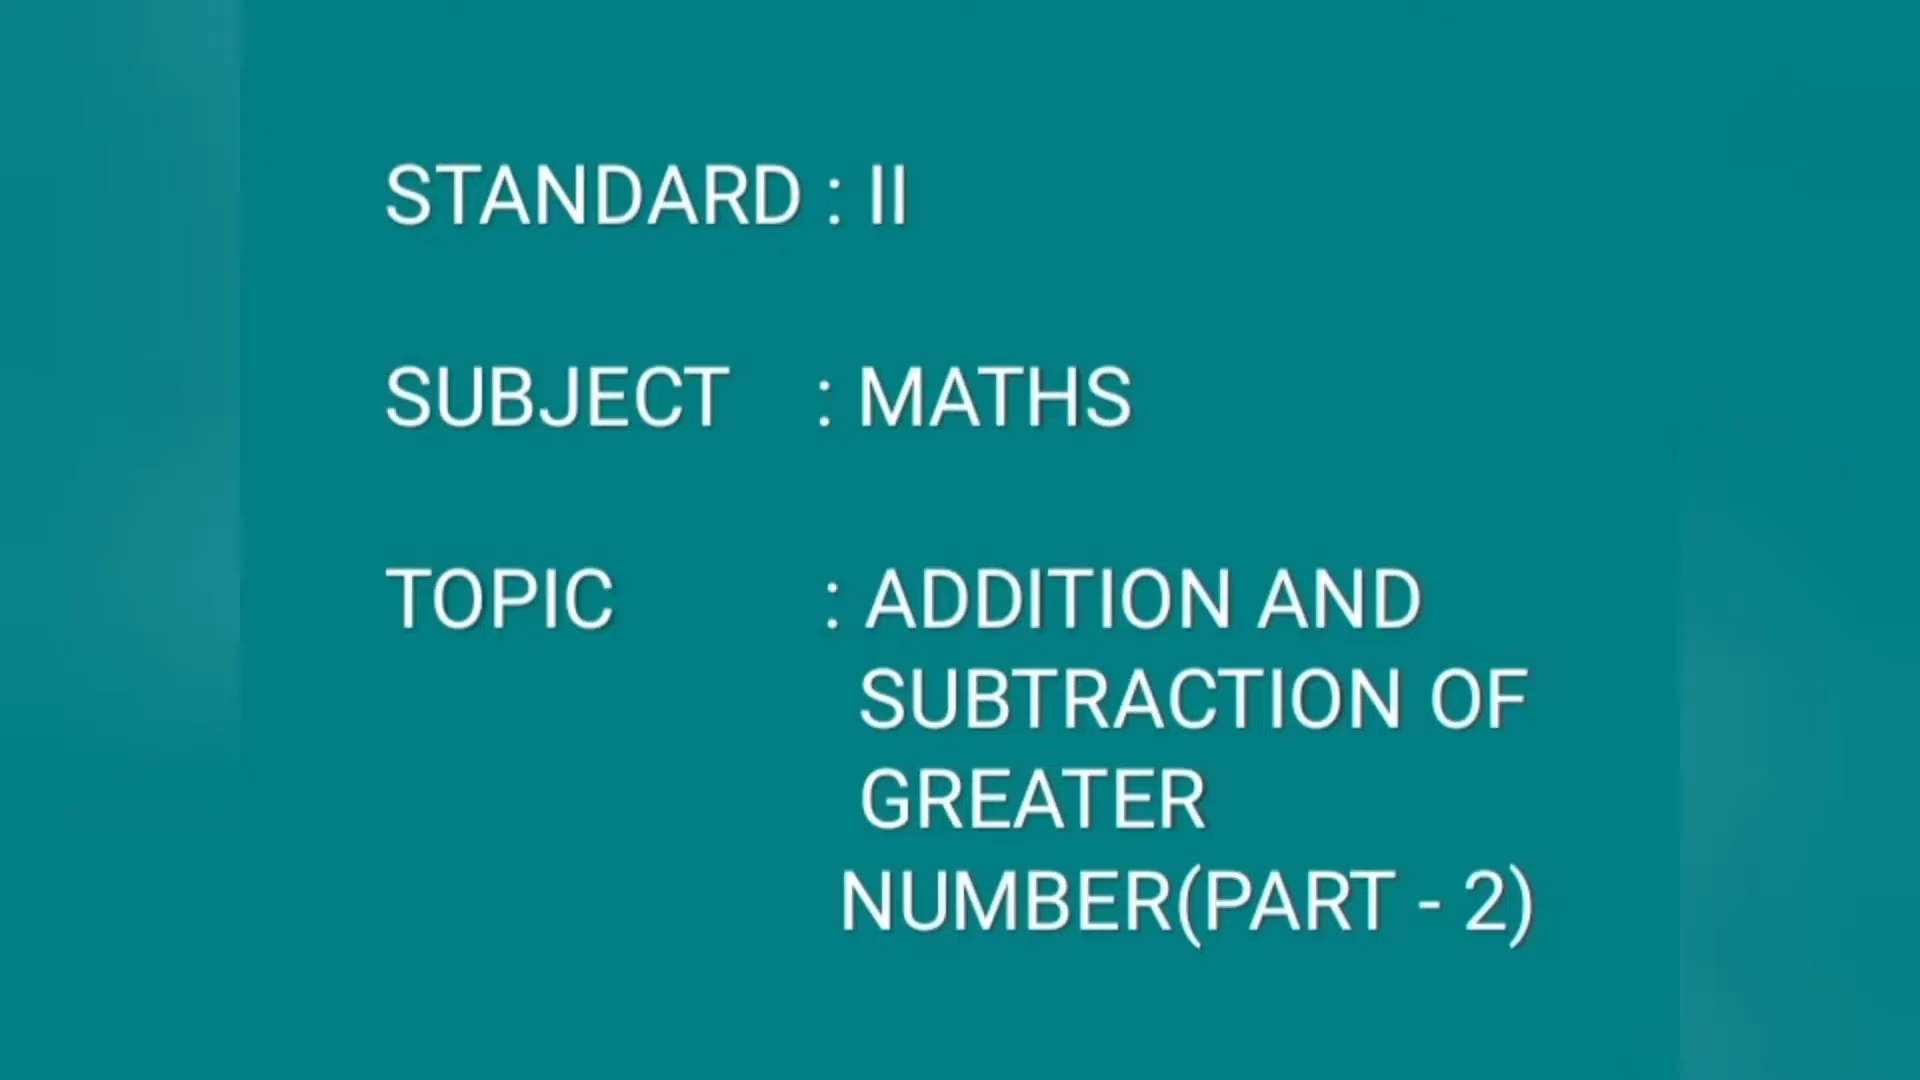 STANDARD : II
SUBJECT : MATHS
TOPIC : ADDITION AND
SUBTRACTION OF
GREATER
NUMBER(PART - 2)